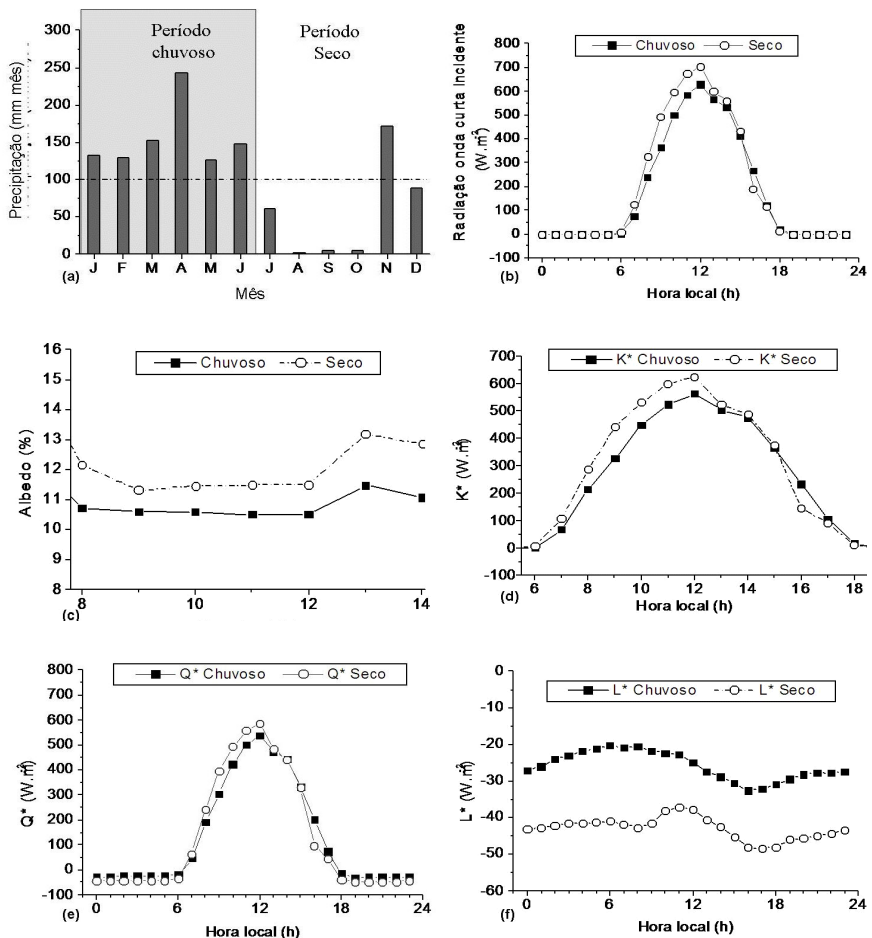 Período
chuvoso
Período
Seco
Precipitação (mm mês)
300
250
200
150
100
50
0
J F M A M J J A S O N D
Mês
(a)
Chuvoso Seco
Radiação onda curta incidente
(W.m²)
800
700
600
500
400
300
200
100
0
-100
0 6 12 18 24
Hora local (h)
(b)
Chuvoso Seco
Albedo (%)
16
15
14
13
12
11
10
9
8
8 10 12 14
(c)
K* Chuvoso K* Seco
K* (W.m²)
700
600
500
400
300
200
100
0
-100
6 8 10 12 14 16 18
Hora local (h)
(d)
Q* Chuvoso Q* Seco
Q* (W.m²)
800
700
600
500
400
300
200
100
0
-100
0 6 12 18 24
Hora local (h)
(e)
L* Chuvoso L* Seco
L* (W.m²)
0
-10
-20
-30
-40
-50
-60
0 3 6 9 12 15 18 21 24
Hora local (h)
(f)